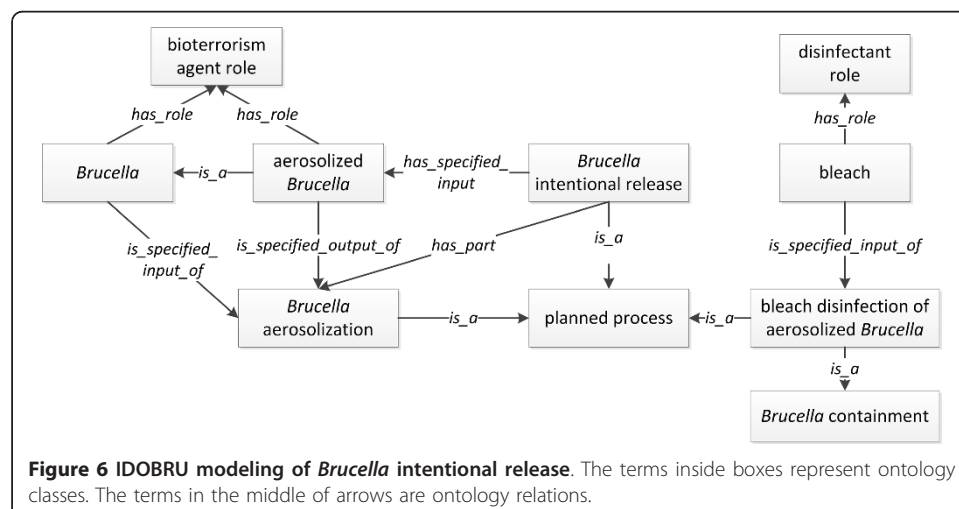 bioterrorism
agent role
disinfectant
role
has_role
has_role
has_role
Brucella
is_a
aerosolized
Brucella
has_specified_
input
Brucella
intentional release
bleach
is_specified_
input_of
is_specified_output_of
has_part
is_a
is_specified_input_of
Brucella
aerosolization
is_a
planned process
is_a
bleach disinfection of
aerosolized Brucella
is_a
Brucella containment
Figure 6 IDOBRU modeling of Brucella intentional release. The terms inside boxes represent ontology
classes. The terms in the middle of arrows are ontology relations.